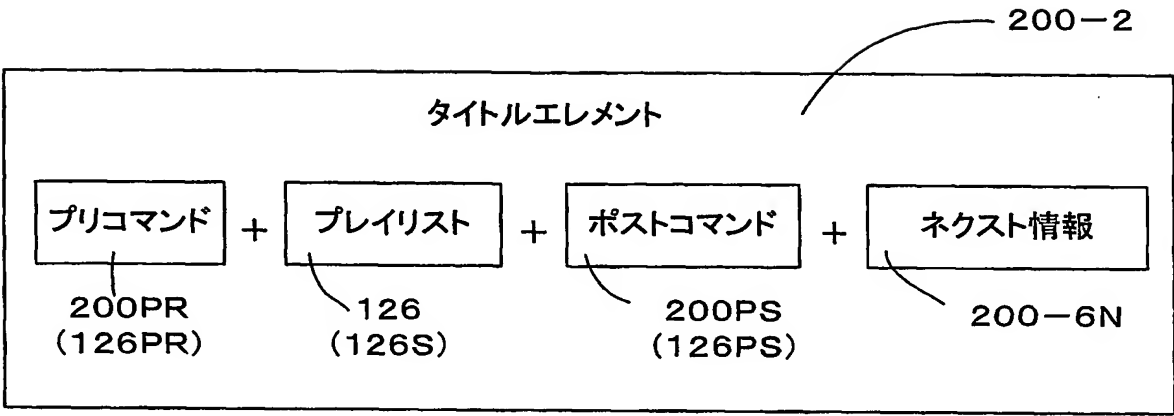 200-2
タイトルエレメント
プリコマンド + プレイリスト + ポストコマンド + ネクスト情報
200PR 126 200PS 200-6N
(126PR) (126S) (126PS)